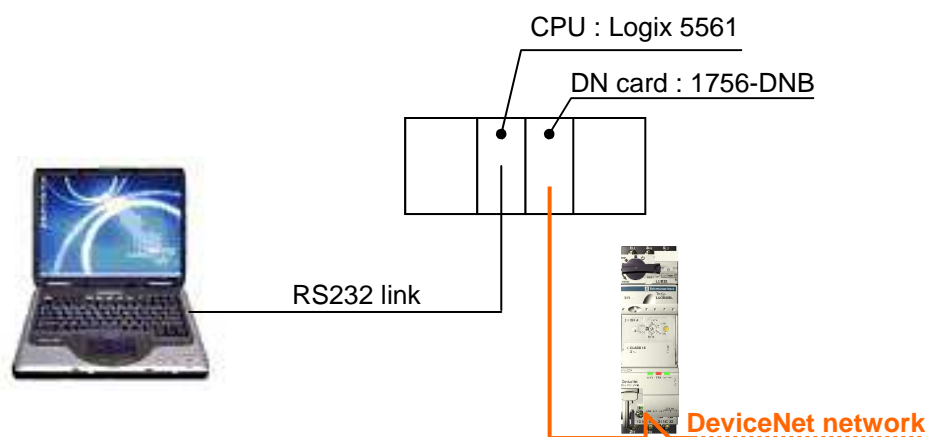 CPU : Logix 5561
DN card : 1756-DNB
RS232 link
DeviceNet network